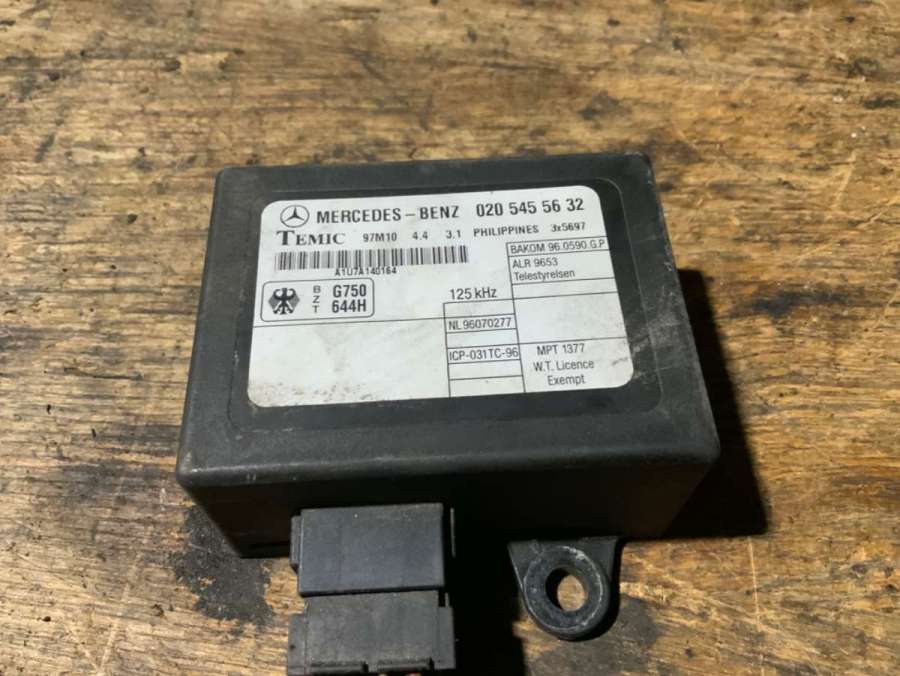 MERCEDES-BENZ 020 545 56 32
TEMIC 97M10 4.4 3.1 PHILIPPINES 3x5697
A1U7A140164
BAKOM 96.0590.G.P
ALR 9653
Telestyrelsen
BZT G750
644H
125 kHz
NL 96070277
ICP-031TC-96
MPT 1377
W.T. Licence
Exempt